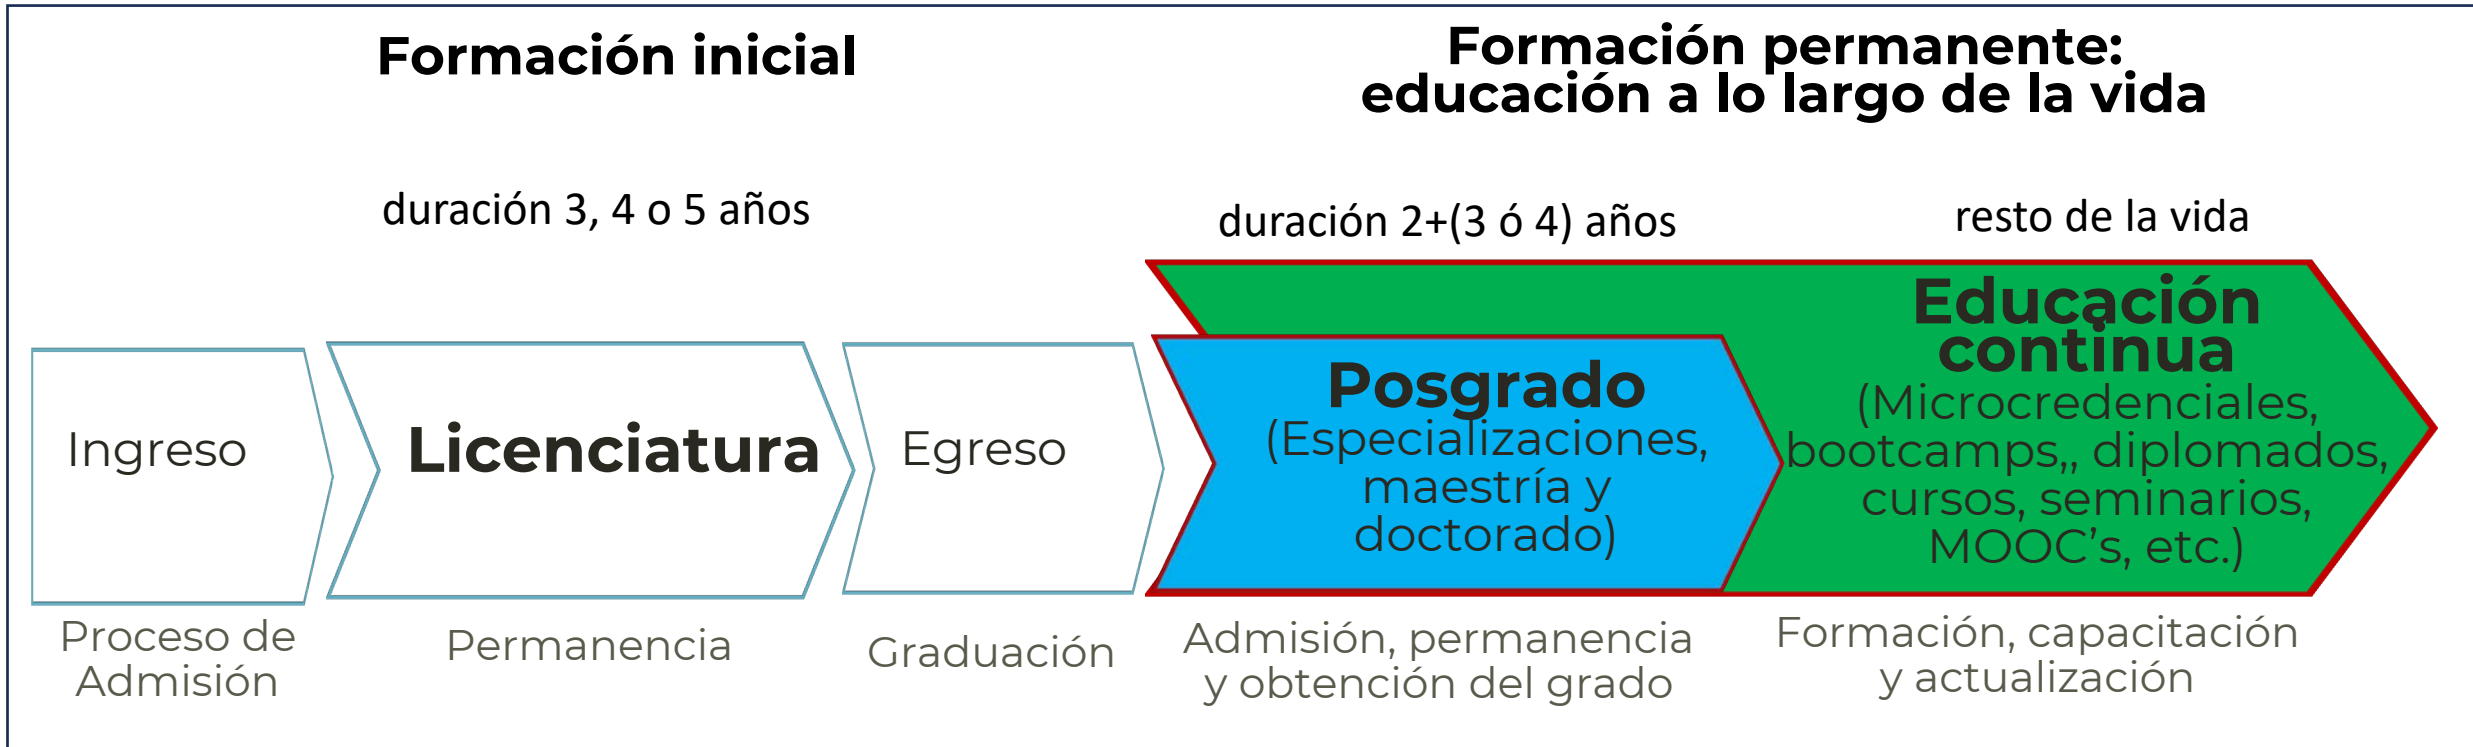 Formación inicial
Formación permanente:
educación a lo largo de la vida
duración 3, 4 o 5 años
duración 2+(3 ó 4) años
resto de la vida
Ingreso
Licenciatura
Egreso
Posgrado
(Especializaciones,
maestría y
doctorado)
Educación
continua
(Microcredenciales,
bootcamps,, diplomados,
cursos, seminarios,
MOOC’s, etc.)
Proceso de
Admisión
Permanencia
Graduación
Admisión, permanencia
y obtención del grado
Formación, capacitación
y actualización